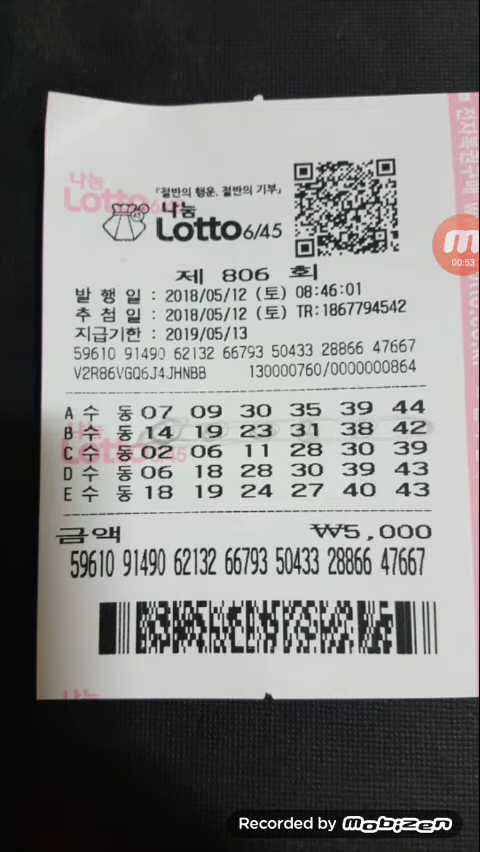 나눔
「절반의 행운, 절반의 기부」
나눔
Lotto6/45
제 806 회
발 행 일 : 2018/05/12 (토) 08:46:01
추 첨 일 : 2018/05/12 (토) TR:1867794542
지급기한 : 2019/05/13
59610 91490 62132 66793 50433 28866 47667
V2R86VGQ6J4JHNBB 130000760/0000000864
A 수 동 07 09 30 35 39 44
B 수 동 14 19 23 31 38 42
C 수 동 02 06 11 28 30 39
D 수 동 06 18 28 30 39 43
E 수 동 18 19 24 27 40 43
금액 ₩5,000
59610 91490 62132 66793 50433 28866 47667
00:53
Recorded by mobizen